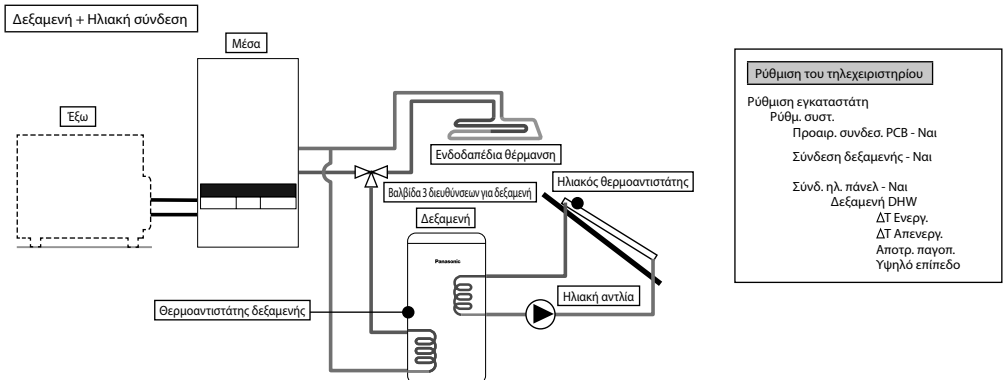 Δεξαμενή + Ηλιακή σύνδεση
Μέσα
Έξω
Ενδοδαπέδια θέρμανση
Βαλβίδα 3 διευθύνσεων για δεξαμενή
Ηλιακός θερμοαντιστάτης
Δεξαμενή
Panasonic
Ηλιακή αντλία
Θερμοαντιστάτης δεξαμενής
Ρύθμιση του τηλεχειριστηρίου
Ρύθμιση εγκαταστάτη
Ρύθμ. συστ.
Προαιρ. συνδεσ. PCB - Ναι
Σύνδεση δεξαμενής - Ναι
Σύνδ. ηλ. πάνελ - Ναι
Δεξαμενή DHW
ΔΤ Ενεργ.
ΔΤ Απενεργ.
Αποτρ. παγοπ.
Υψηλό επίπεδο